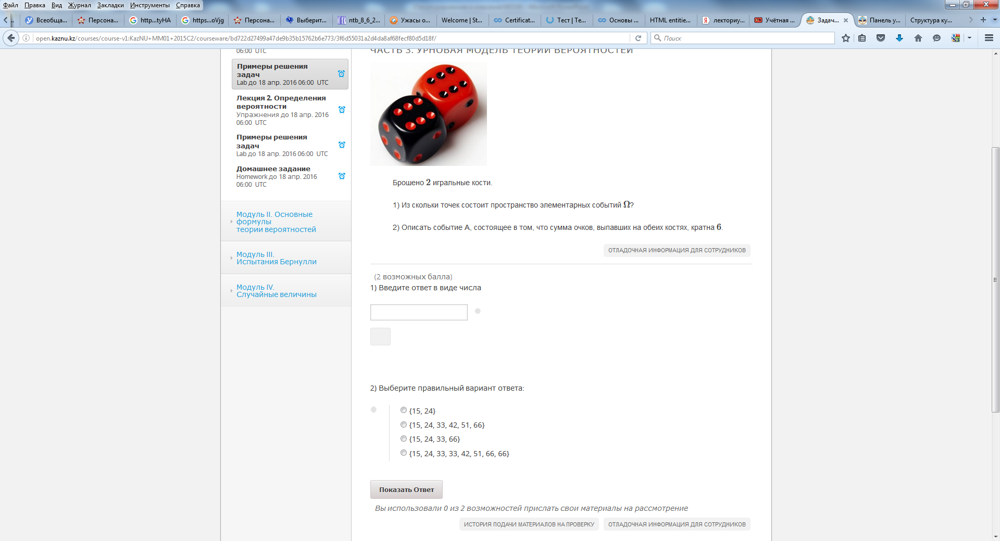 Файл Правка Вид Журнал Закладки Инструменты Справка
Всеобща... Персона... http...tyHA https...oVjg Персона... Выберит... ntb_8_6_2... Ужасы о... Welcome | St... Certificat... Тест | Те... Основы ... HTML entitie... лекториу... Учётная ... Задач... Панель у... Структура ку...
open.kaznu.kz/courses/course-v1:KazNU+MM01+2015C2/courseware/bd722d27499a47de9b35b15762b6e773/3f6d55031a2d4da8af68fecf80d5d18f/
Поиск
06:00 UTC
Примеры решения
задач
Lab до 18 апр. 2016 06:00 UTC
Лекция 2. Определения
вероятности
Упражнения до 18 апр. 2016
06:00 UTC
Примеры решения
задач
Lab до 18 апр. 2016 06:00 UTC
Домашнее задание
Homework до 18 апр. 2016
06:00 UTC
Модуль II. Основные
формулы
теории вероятностей
Модуль III.
Испытания Бернулли
Модуль IV.
Случайные величины
ЧАСТЬ 3. УРНОВАЯ МОДЕЛЬ ТЕОРИИ ВЕРОЯТНОСТЕЙ
Брошено 2 игральные кости.
1) Из скольки точек состоит пространство элементарных событий Ω?
2) Описать событие А, состоящее в том, что сумма очков, выпавших на обеих костях, кратна 6.
ОТЛАДОЧНАЯ ИНФОРМАЦИЯ ДЛЯ СОТРУДНИКОВ
(2 возможных балла)
1) Введите ответ в виде числа
2) Выберите правильный вариант ответа:
{15, 24}
{15, 24, 33, 42, 51, 66}
{15, 24, 33, 66}
{15, 24, 33, 33, 42, 51, 66, 66}
Показать Ответ
Вы использовали 0 из 2 возможностей прислать свои материалы на рассмотрение
ИСТОРИЯ ПОДАЧИ МАТЕРИАЛОВ НА ПРОВЕРКУ ОТЛАДОЧНАЯ ИНФОРМАЦИЯ ДЛЯ СОТРУДНИКОВ